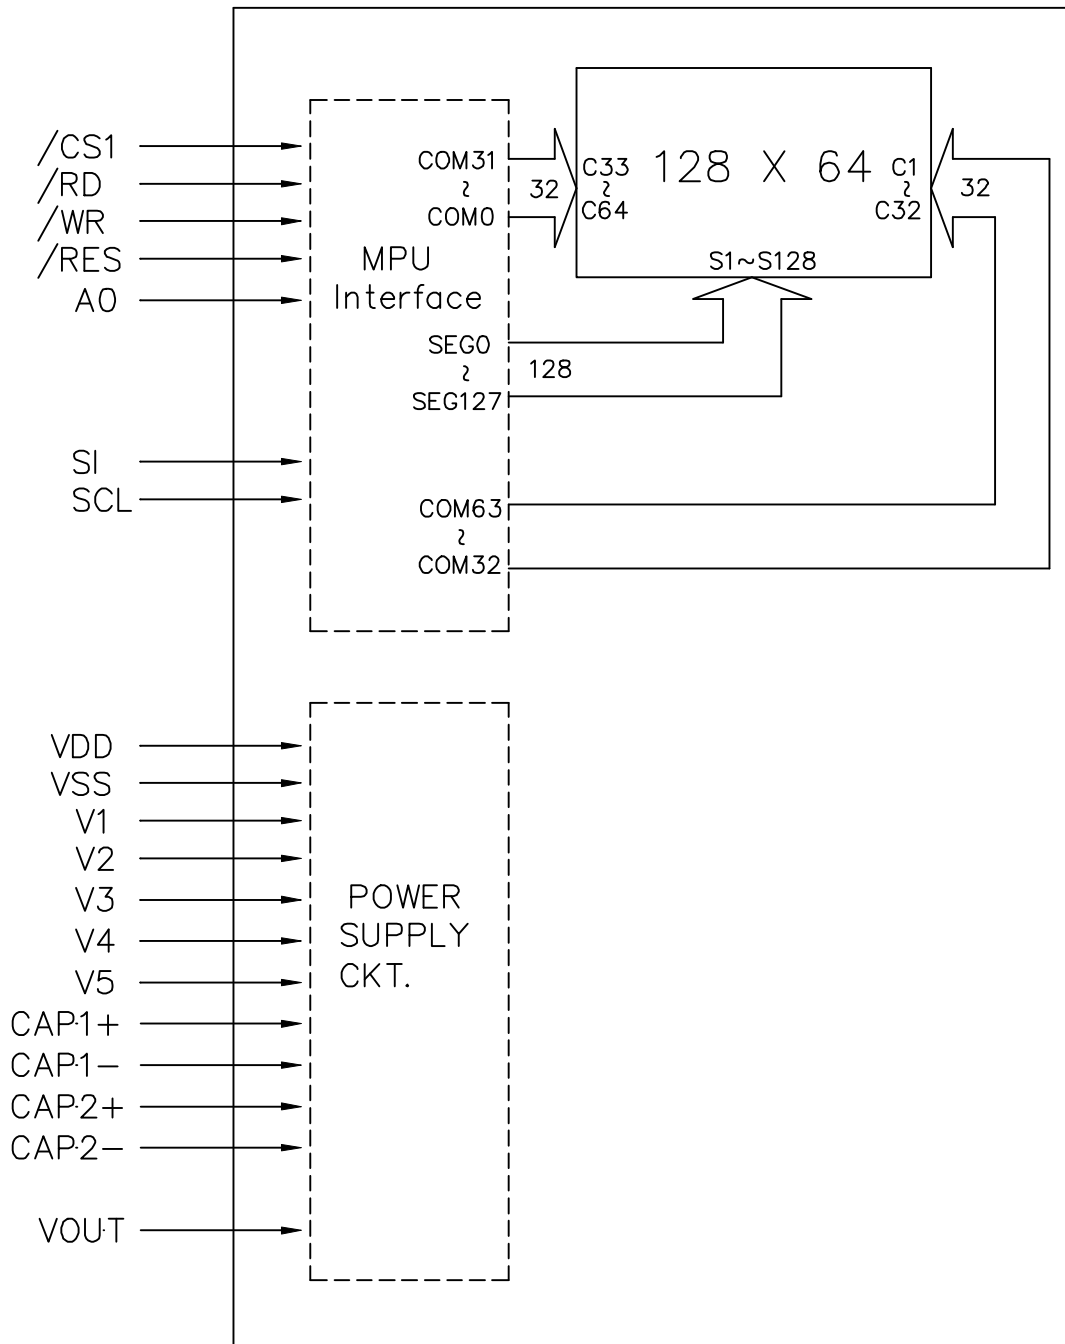 /CS1
/RD
/WR
/RES
A0
SI
SCL
COM31
~
COM0
MPU
Interface
SEG0
~
SEG127
COM63
~
COM32
32
128
C33
~
C64
128 X 64
C1
~
C32
S1~S128
32
VDD
VSS
V1
V2
V3
V4
V5
CAP1+
CAP1-
CAP2+
CAP2-
VOUT
POWER
SUPPLY
CKT.